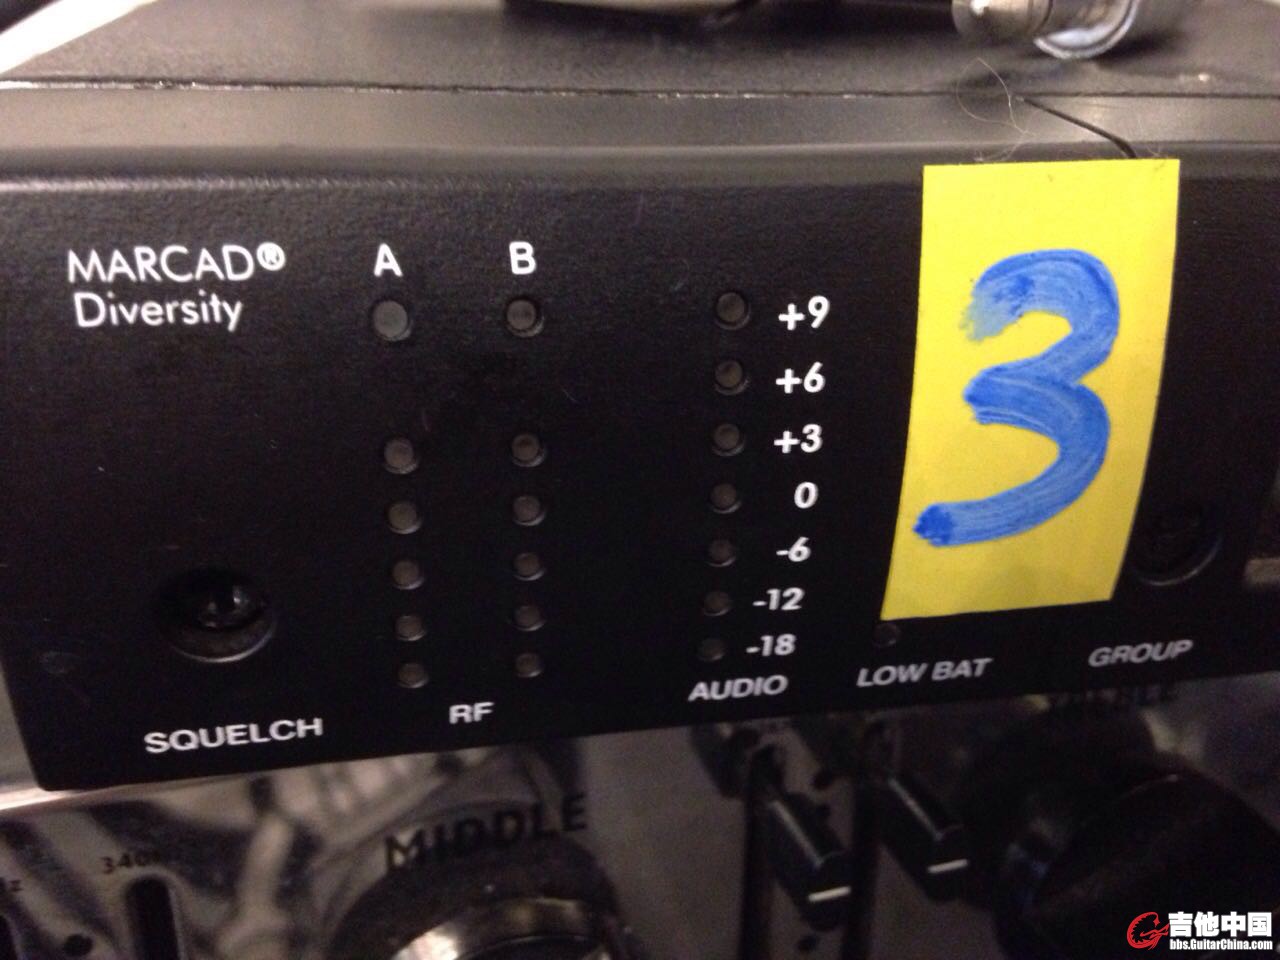 MARCAD® Diversity
A B
+9
+6
+3
0
-6
-12
-18
3
SQUELCH
RF
AUDIO
LOW BAT
GROUP
MIDDLE
吉他中国
bbs.GuitarChina.com